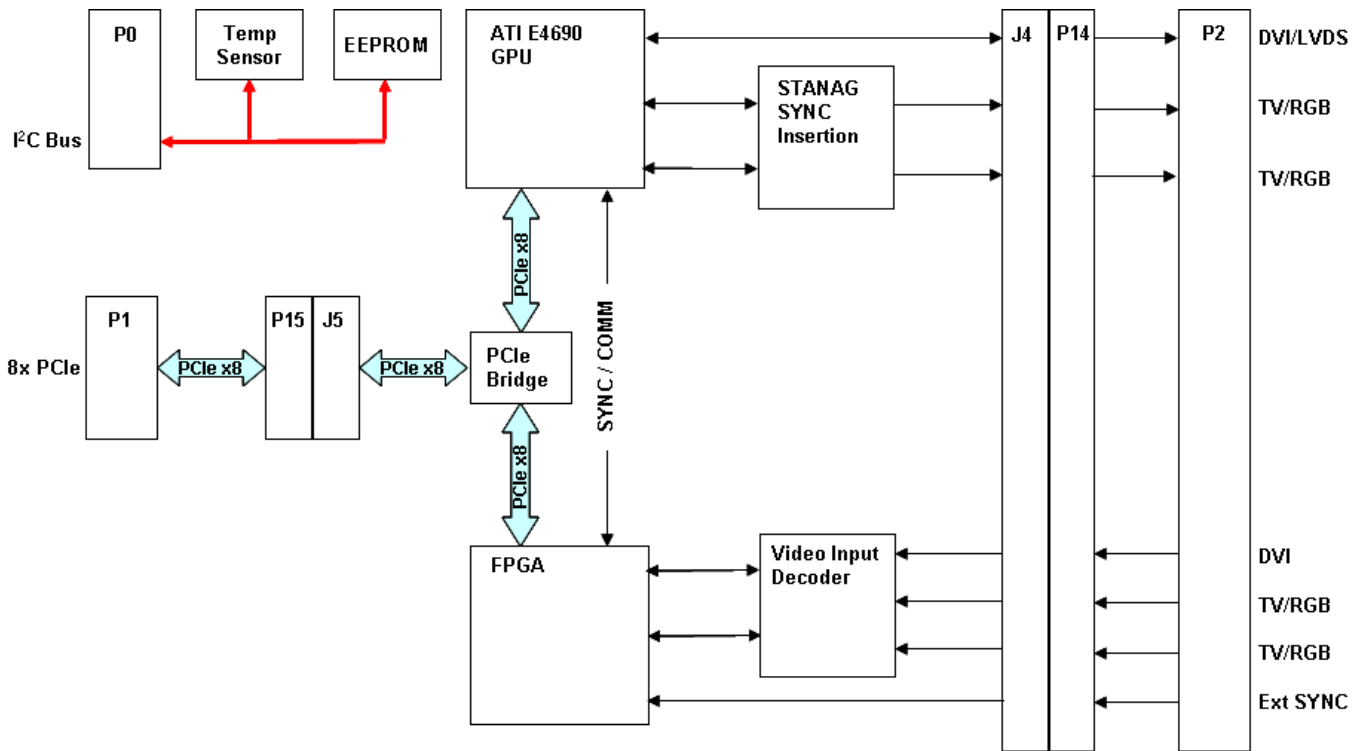 P0
Temp
Sensor
EEPROM
I²C Bus
ATI E4690
GPU
STANAG
SYNC
Insertion
J4
P14
P2
DVI/LVDS
TV/RGB
TV/RGB
PCIe x8
SYNC / COMM
8x PCIe
P1
PCIe x8
P15
J5
PCIe x8
PCIe
Bridge
PCIe x8
FPGA
Video Input
Decoder
DVI
TV/RGB
TV/RGB
Ext SYNC